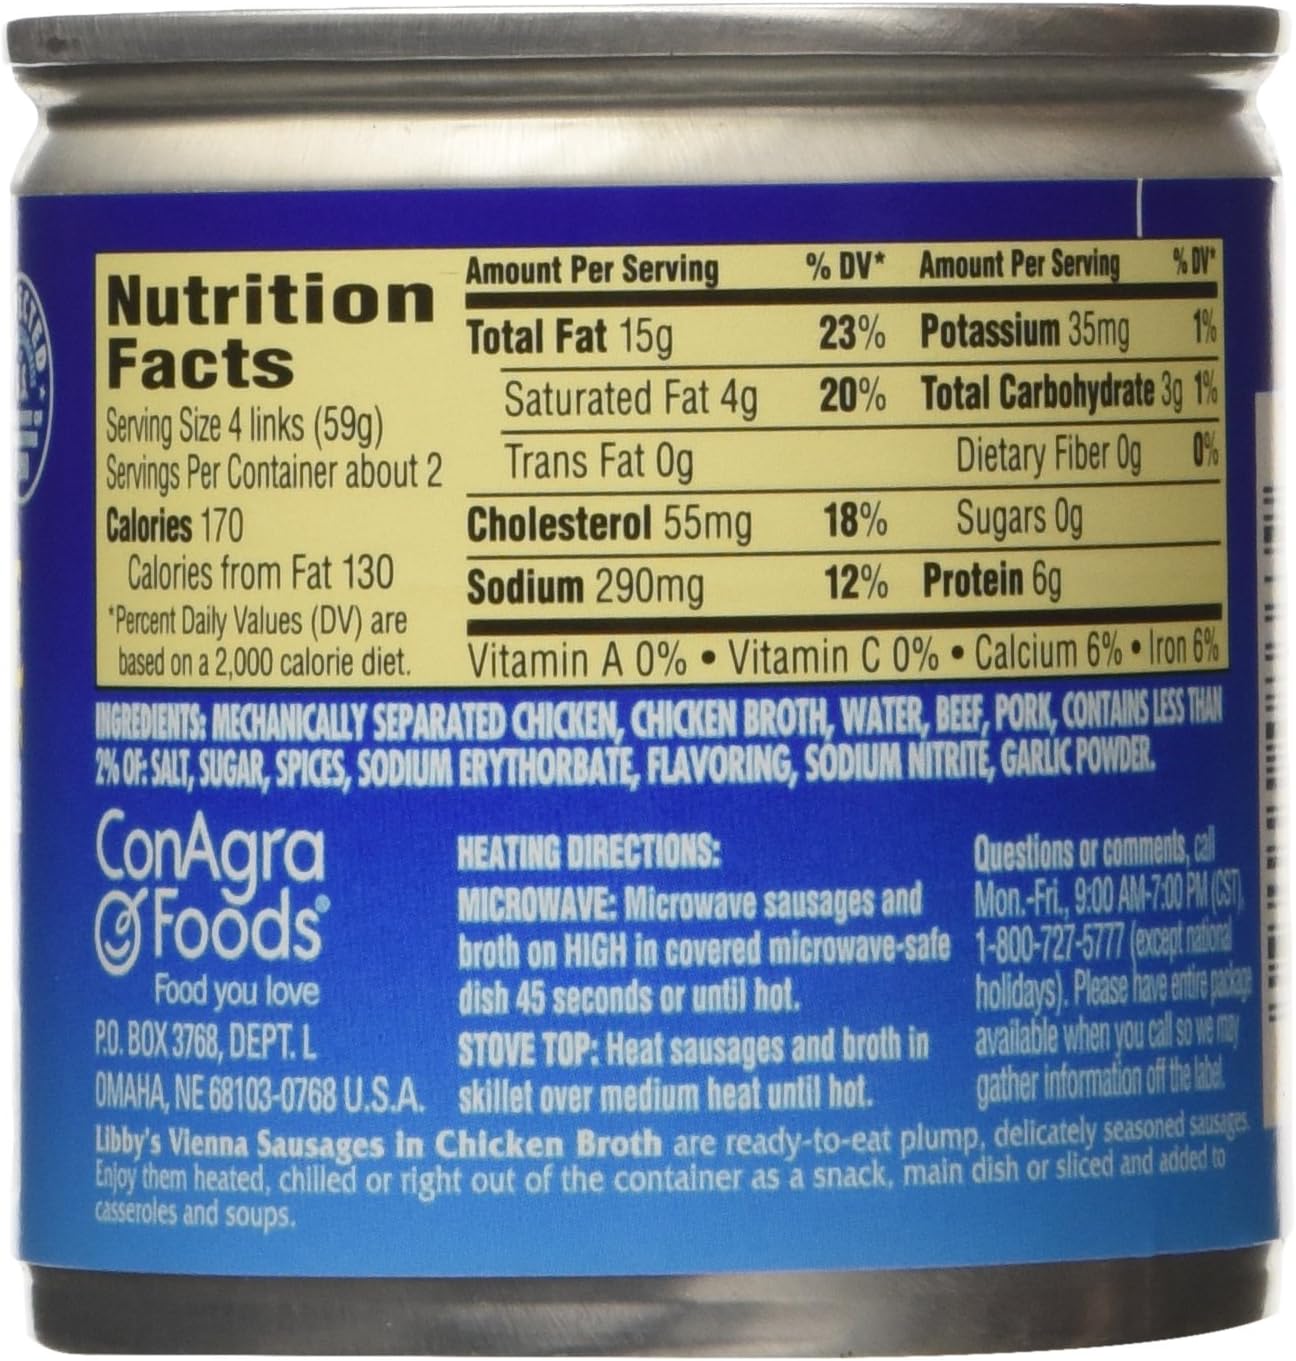 Nutrition
Facts
Serving Size 4 links (59g)
Servings Per Container about 2
Calories 170
Calories from Fat 130
*Percent Daily Values (DV) are
based on a 2,000 calorie diet.
Amount Per Serving % DV*
Total Fat 15g 23%
Saturated Fat 4g 20%
Trans Fat 0g
Cholesterol 55mg 18%
Sodium 290mg 12%
Amount Per Serving % DV*
Potassium 35mg 1%
Total Carbohydrate 3g 1%
Dietary Fiber 0g 0%
Sugars 0g
Protein 6g
Vitamin A 0% • Vitamin C 0% • Calcium 6% • Iron 6%
INGREDIENTS: MECHANICALLY SEPARATED CHICKEN, CHICKEN BROTH, WATER, BEEF, PORK, CONTAINS LESS THAN
2% OF: SALT, SUGAR, SPICES, SODIUM ERYTHORBATE, FLAVORING, SODIUM NITRITE, GARLIC POWDER.
ConAgra
Foods®
Food you love
P.O. BOX 3768, DEPT. L
OMAHA, NE 68103-0768 U.S.A.
HEATING DIRECTIONS:
MICROWAVE: Microwave sausages and
broth on HIGH in covered microwave-safe
dish 45 seconds or until hot.
STOVE TOP: Heat sausages and broth in
skillet over medium heat until hot.
Questions or comments, call
Mon.-Fri., 9:00 AM-7:00 PM (CST),
1-800-727-5777 (except national
holidays). Please have entire package
available when you call so we may
gather information off the label.
Libby's Vienna Sausages in Chicken Broth are ready-to-eat plump, delicately seasoned sausages.
Enjoy them heated, chilled or right out of the container as a snack, main dish or sliced and added to
casseroles and soups.